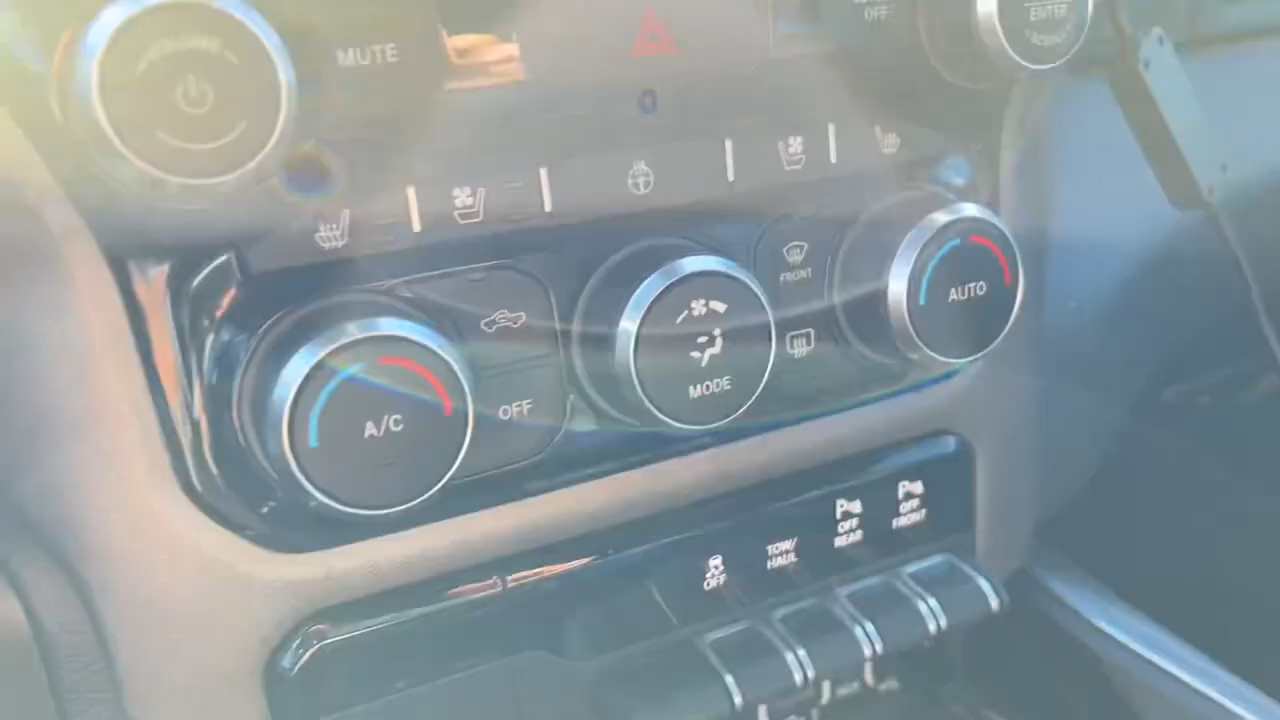 MUTE
OFF
ENTER
FRONT
AUTO
MODE
A/C
OFF
OFF
TOW/
HAUL
P
OFF
REAR
P
OFF
FRONT